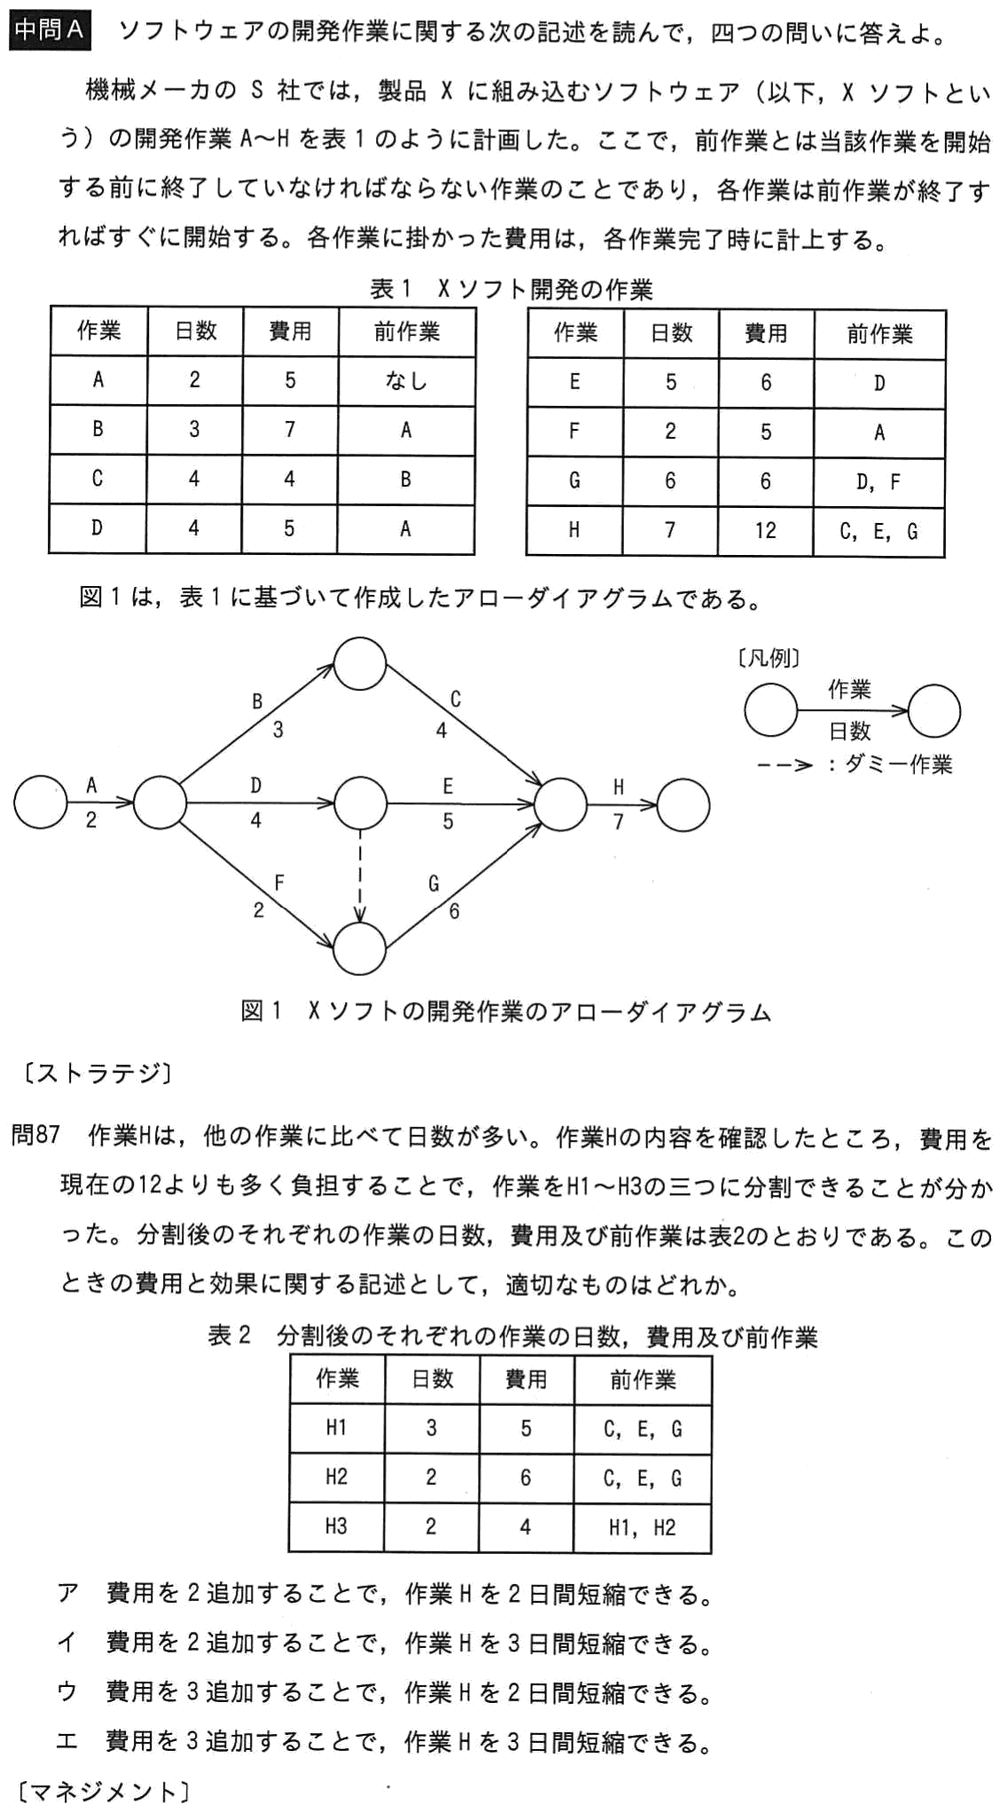 中問A ソフトウェアの開発作業に関する次の記述を読んで，四つの問いに答えよ。
機械メーカの S 社では，製品 X に組み込むソフトウェア（以下，X ソフトとい
う）の開発作業 A～H を表 1 のように計画した。ここで，前作業とは当該作業を開始
する前に終了していなければならない作業のことであり，各作業は前作業が終了す
ればすぐに開始する。各作業に掛かった費用は，各作業完了時に計上する。
表 1 X ソフト開発の作業
作業 日数 費用 前作業
A 2 5 なし
B 3 7 A
C 4 4 B
D 4 5 A
作業 日数 費用 前作業
E 5 6 D
F 2 5 A
G 6 6 D，F
H 7 12 C，E，G
図 1 は，表 1 に基づいて作成したアローダイアグラムである。
〔凡例〕
作業
日数
-->：ダミー作業
B
3
C
4
A
2
D
4
E
5
H
7
F
2
G
6
図 1 X ソフトの開発作業のアローダイアグラム
〔ストラテジ〕
問87 作業Hは，他の作業に比べて日数が多い。作業Hの内容を確認したところ，費用を
現在の12よりも多く負担することで，作業をH1～H3の三つに分割できることが分か
った。分割後のそれぞれの作業の日数，費用及び前作業は表2のとおりである。この
ときの費用と効果に関する記述として，適切なものはどれか。
表 2 分割後のそれぞれの作業の日数，費用及び前作業
作業 日数 費用 前作業
H1 3 5 C，E，G
H2 2 6 C，E，G
H3 2 4 H1，H2
ア 費用を 2 追加することで，作業 H を 2 日間短縮できる。
イ 費用を 2 追加することで，作業 H を 3 日間短縮できる。
ウ 費用を 3 追加することで，作業 H を 2 日間短縮できる。
エ 費用を 3 追加することで，作業 H を 3 日間短縮できる。
〔マネジメント〕